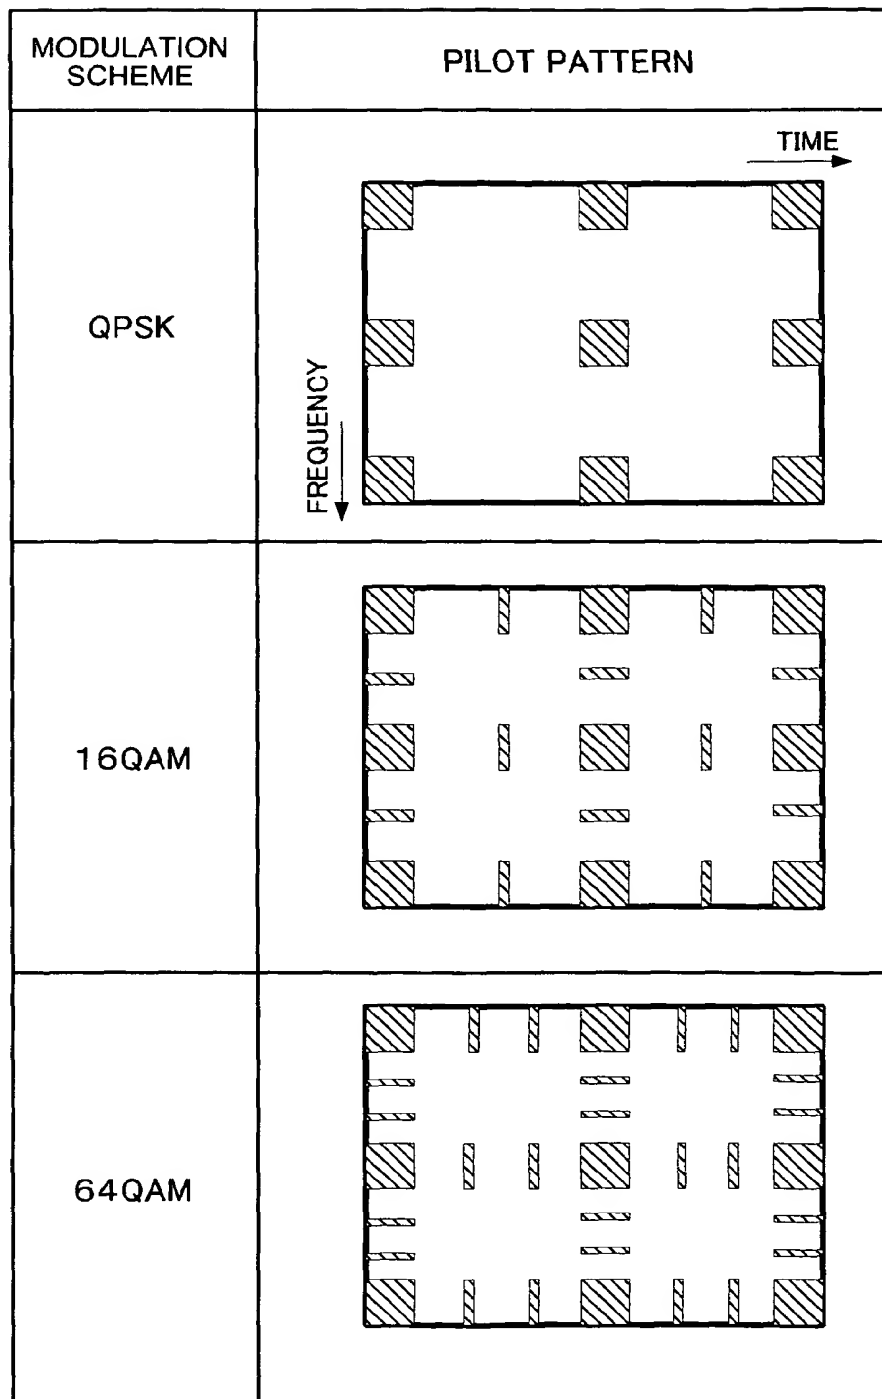 MODULATION
SCHEME
PILOT PATTERN
TIME
QPSK
FREQUENCY
16QAM
64QAM